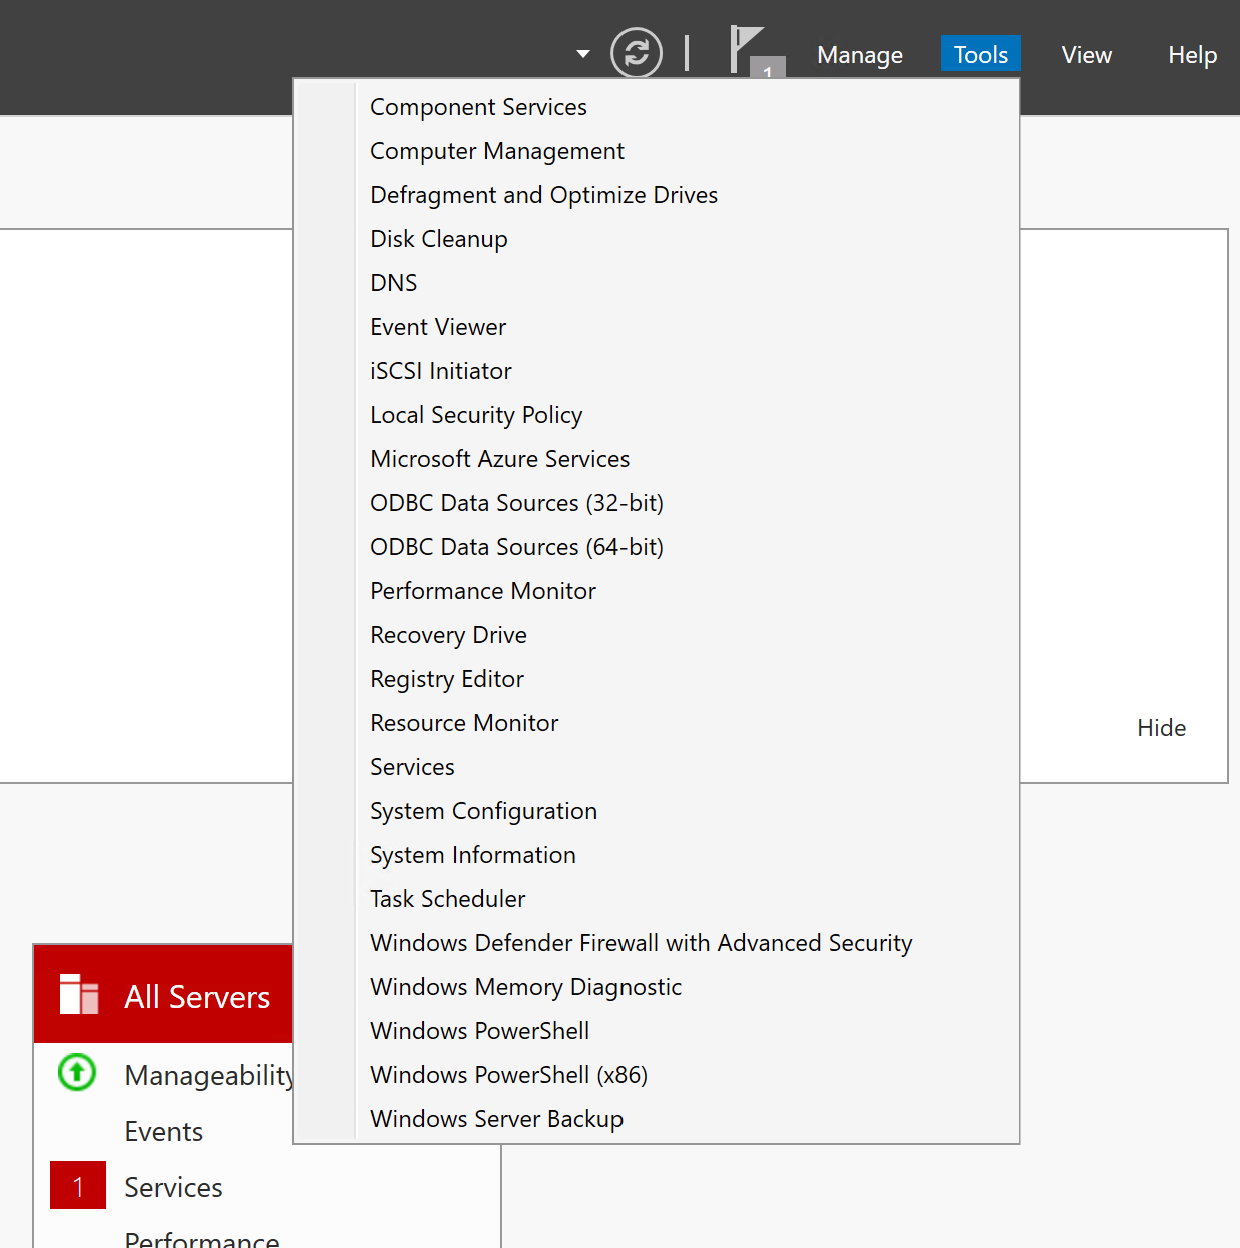 Manage Tools View Help
1
Component Services
Computer Management
Defragment and Optimize Drives
Disk Cleanup
DNS
Event Viewer
iSCSI Initiator
Local Security Policy
Microsoft Azure Services
ODBC Data Sources (32-bit)
ODBC Data Sources (64-bit)
Performance Monitor
Recovery Drive
Registry Editor
Resource Monitor
Services
System Configuration
System Information
Task Scheduler
Windows Defender Firewall with Advanced Security
Windows Memory Diagnostic
Windows PowerShell
Windows PowerShell (x86)
Windows Server Backup
Hide
All Servers
Manageability
Events
1 Services
Performance